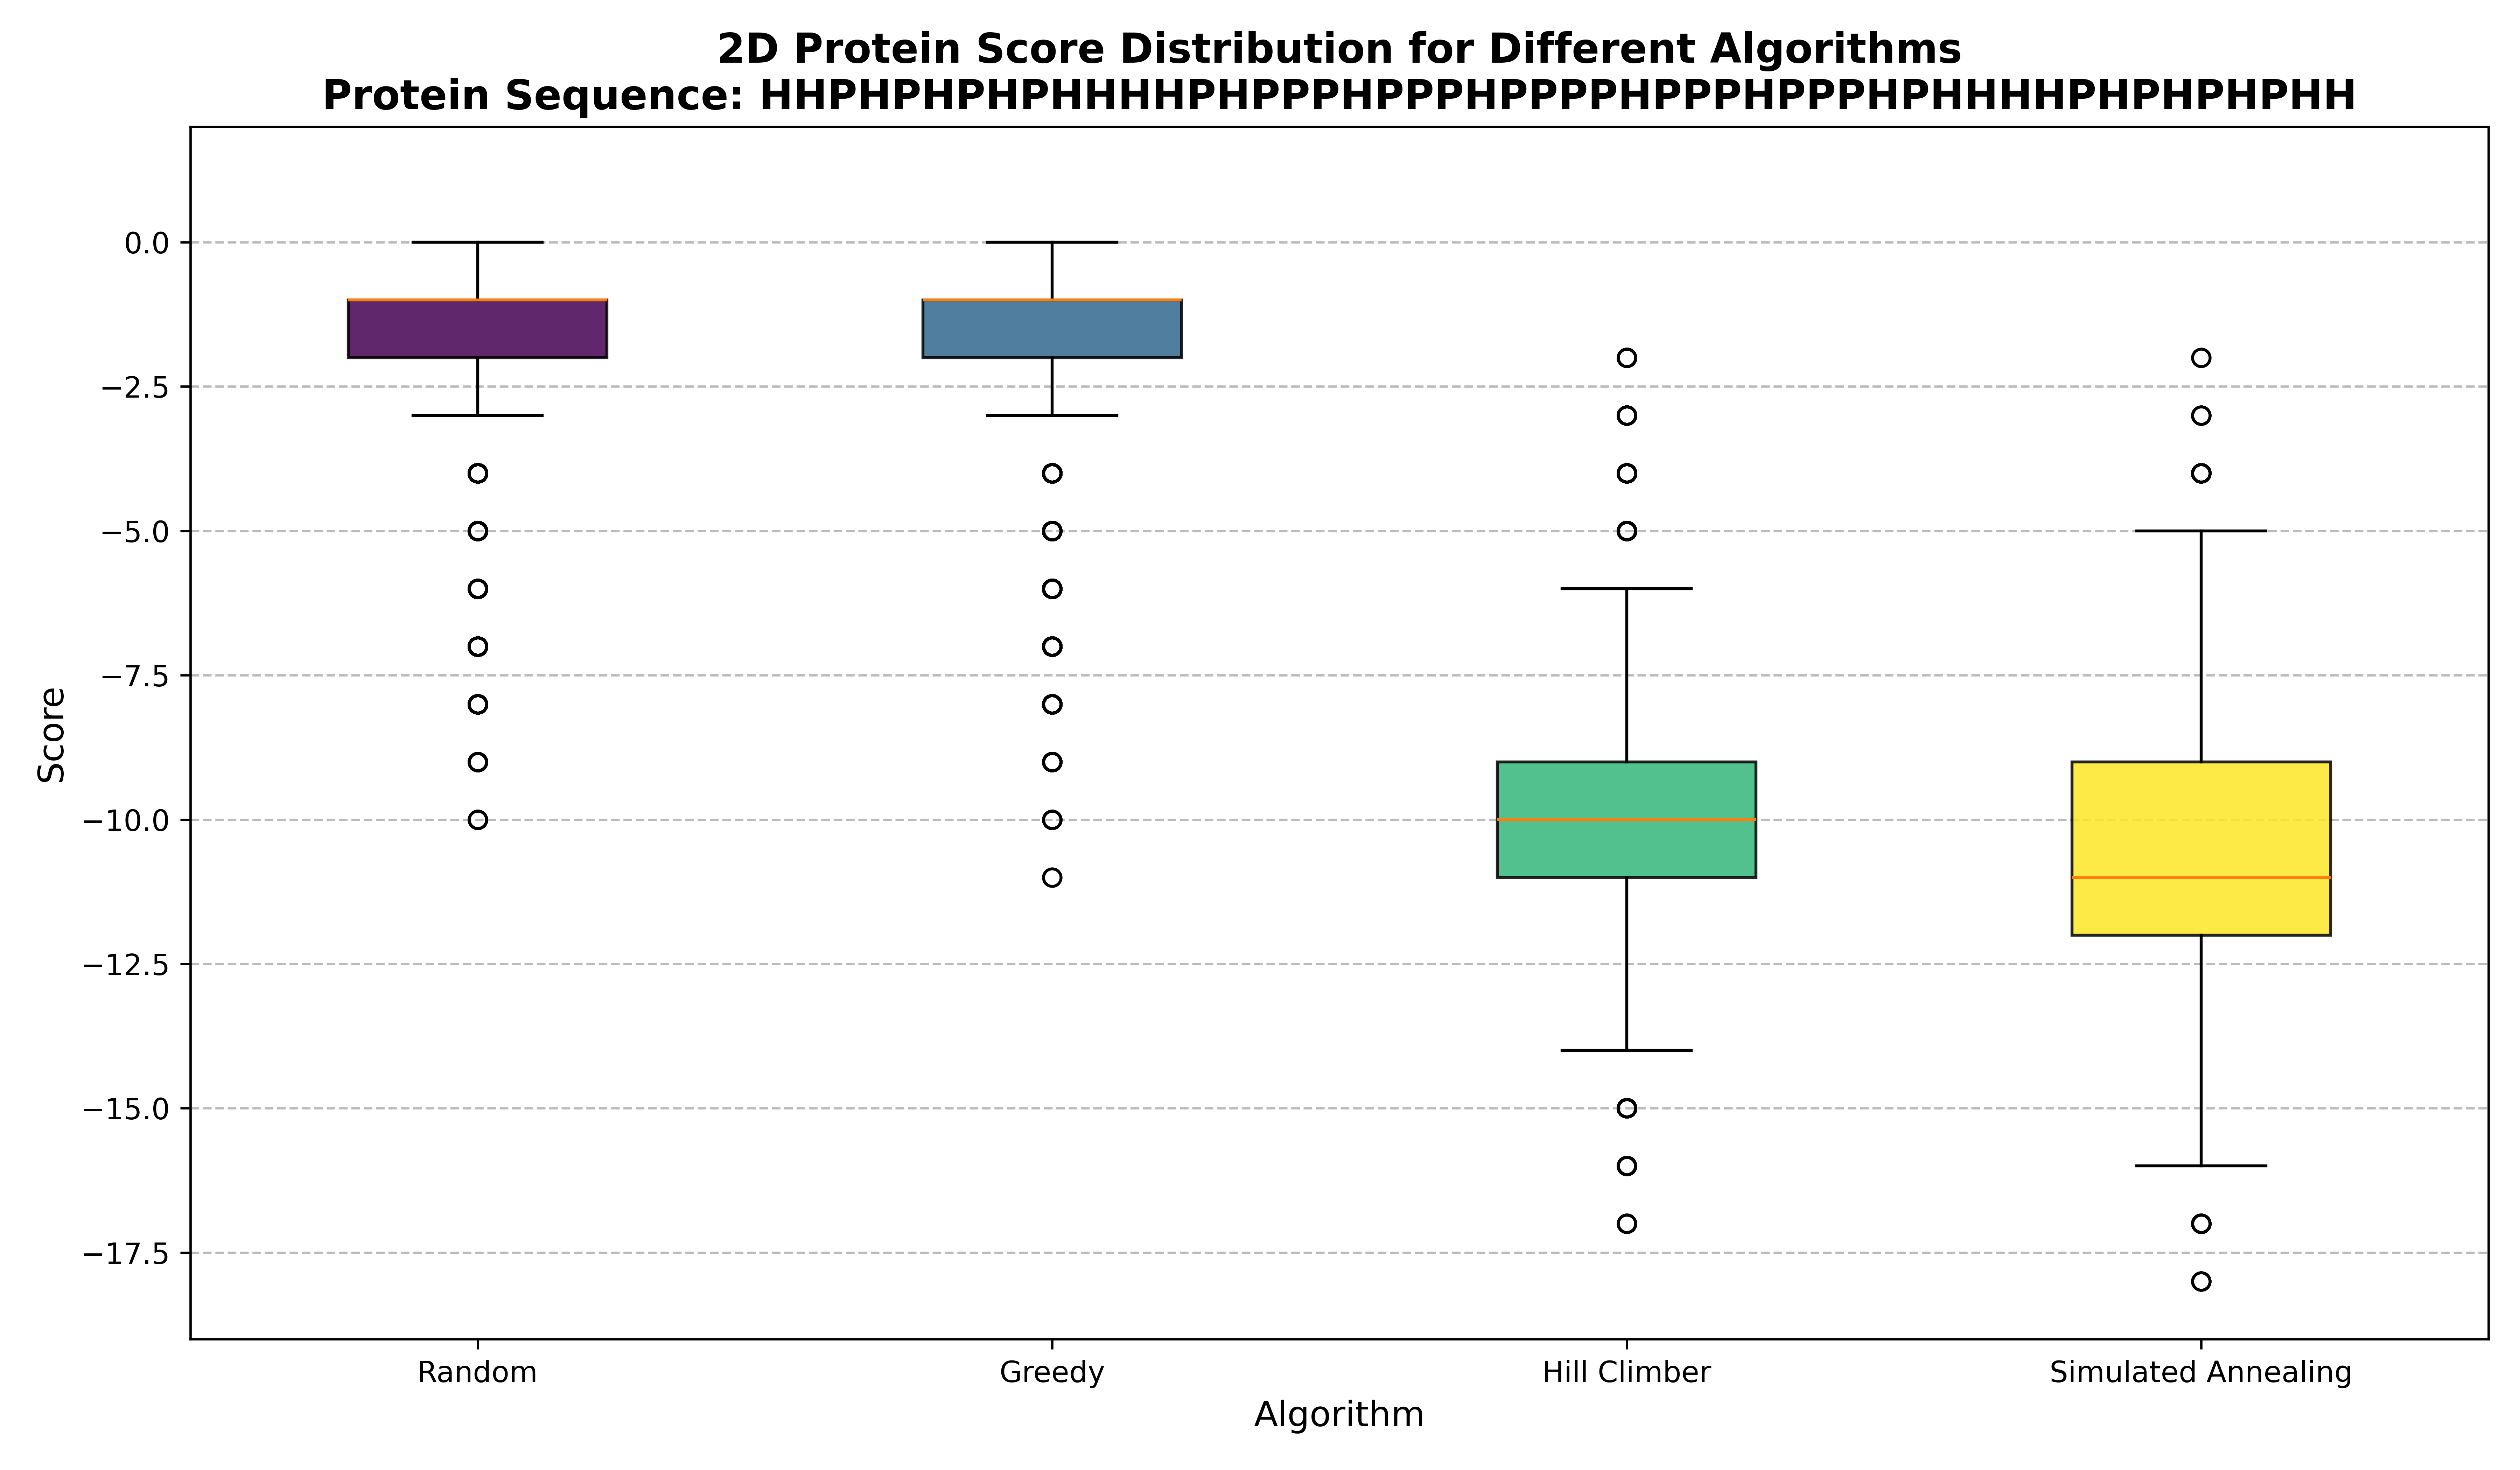 2D Protein Score Distribution for Different Algorithms
Protein Sequence: HHPHPHPHPHHHHPHPPPHPPPHPPPPHPPPHPPPHPHHHHPHPHPHPHH
0.0
−2.5
−5.0
−7.5
−10.0
−12.5
−15.0
−17.5
Score
Random
Greedy
Hill Climber
Simulated Annealing
Algorithm